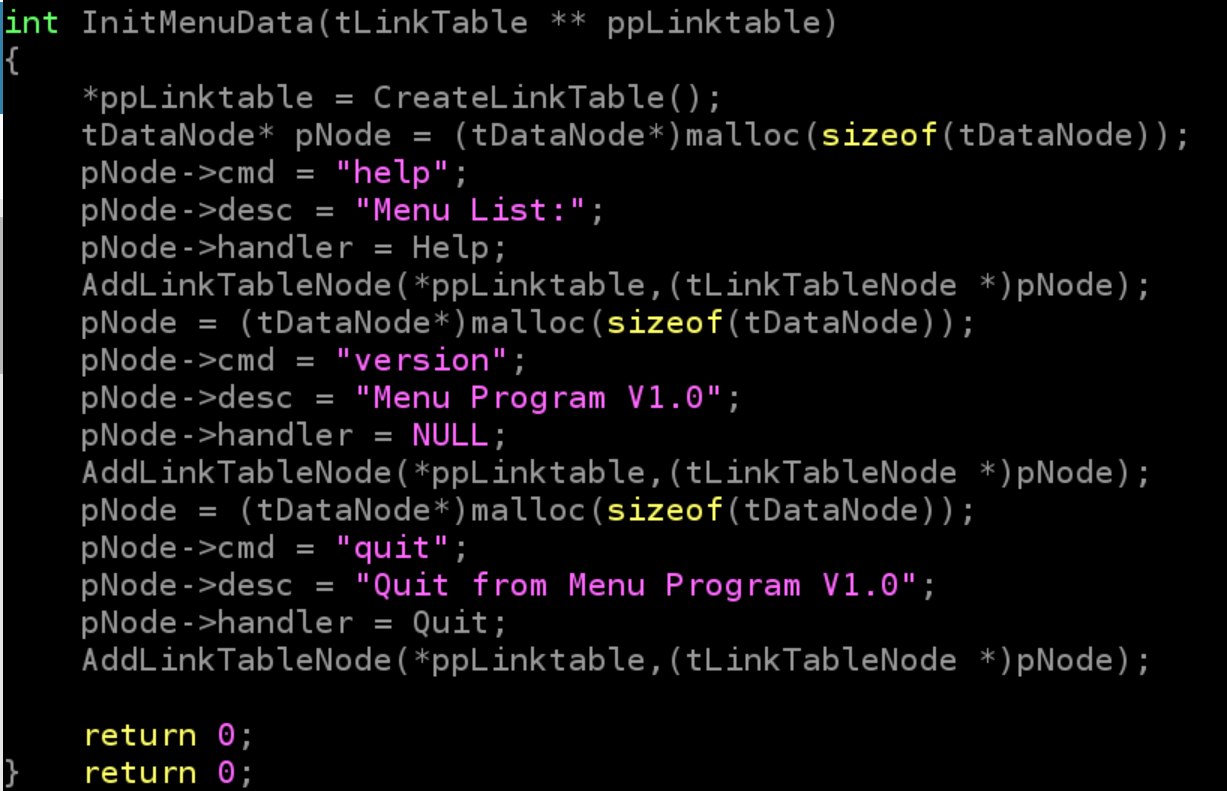 int InitMenuData(tLinkTable ** ppLinktable)
{
    *ppLinktable = CreateLinkTable();
    tDataNode* pNode = (tDataNode*)malloc(sizeof(tDataNode));
    pNode->cmd = "help";
    pNode->desc = "Menu List:";
    pNode->handler = Help;
    AddLinkTableNode(*ppLinktable,(tLinkTableNode *)pNode);
    pNode = (tDataNode*)malloc(sizeof(tDataNode));
    pNode->cmd = "version";
    pNode->desc = "Menu Program V1.0";
    pNode->handler = NULL;
    AddLinkTableNode(*ppLinktable,(tLinkTableNode *)pNode);
    pNode = (tDataNode*)malloc(sizeof(tDataNode));
    pNode->cmd = "quit";
    pNode->desc = "Quit from Menu Program V1.0";
    pNode->handler = Quit;
    AddLinkTableNode(*ppLinktable,(tLinkTableNode *)pNode);

    return 0;
}   return 0;